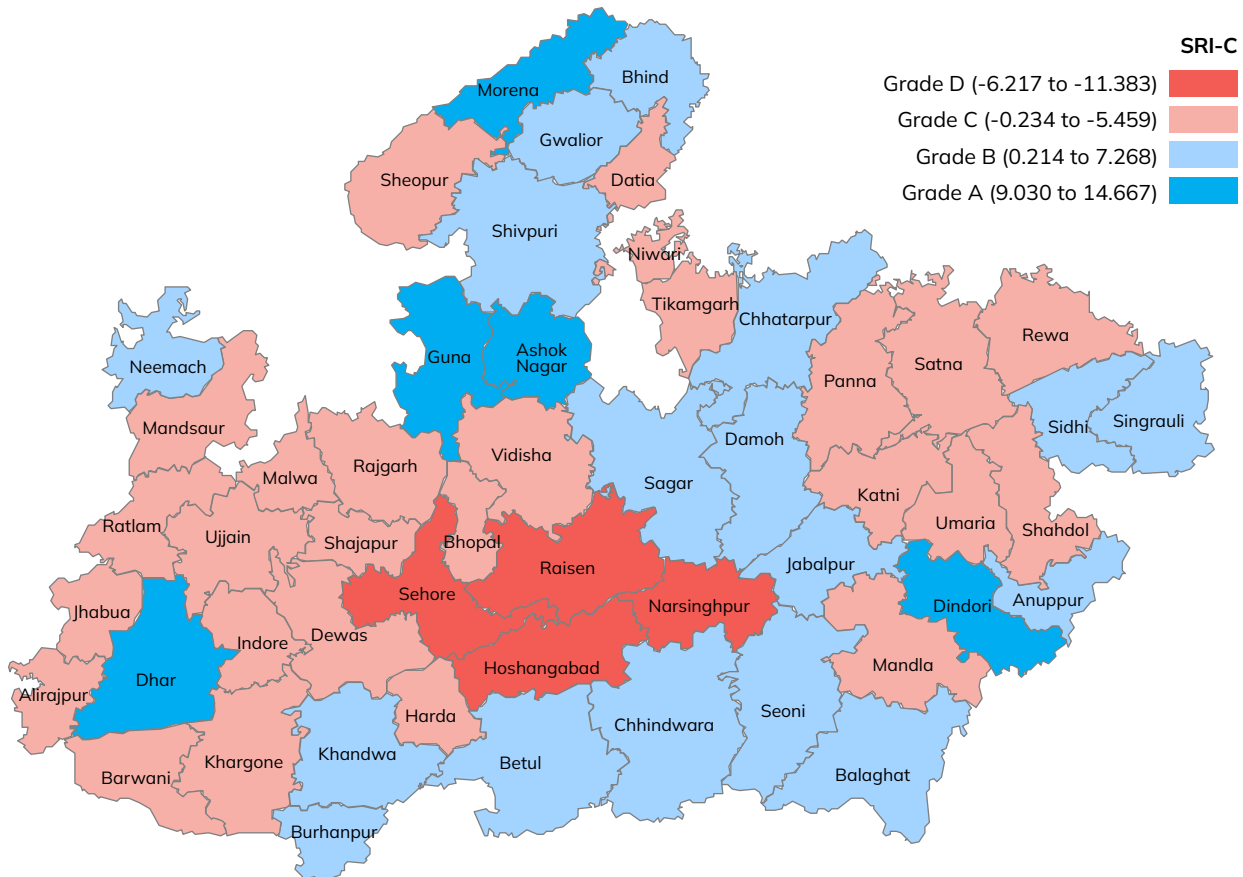 SRI-C
Grade D (-6.217 to -11.383)
Grade C (-0.234 to -5.459)
Grade B (0.214 to 7.268)
Grade A (9.030 to 14.667)
Morena
Bhind
Gwalior
Sheopur
Datia
Shivpuri
Niwari
Tikamgarh
Chhatarpur
Rewa
Guna
Ashok
Nagar
Neemach
Satna
Panna
Singrauli
Sidhi
Mandsaur
Damoh
Vidisha
Rajgarh
Malwa
Sagar
Katni
Umaria
Shahdol
Ratlam
Ujjain
Shajapur
Bhopal
Raisen
Jabalpur
Sehore
Narsinghpur
Dindori
Anuppur
Jhabua
Dewas
Indore
Hoshangabad
Mandla
Alirajpur
Dhar
Harda
Chhindwara
Seoni
Khandwa
Khargone
Betul
Barwani
Balaghat
Burhanpur